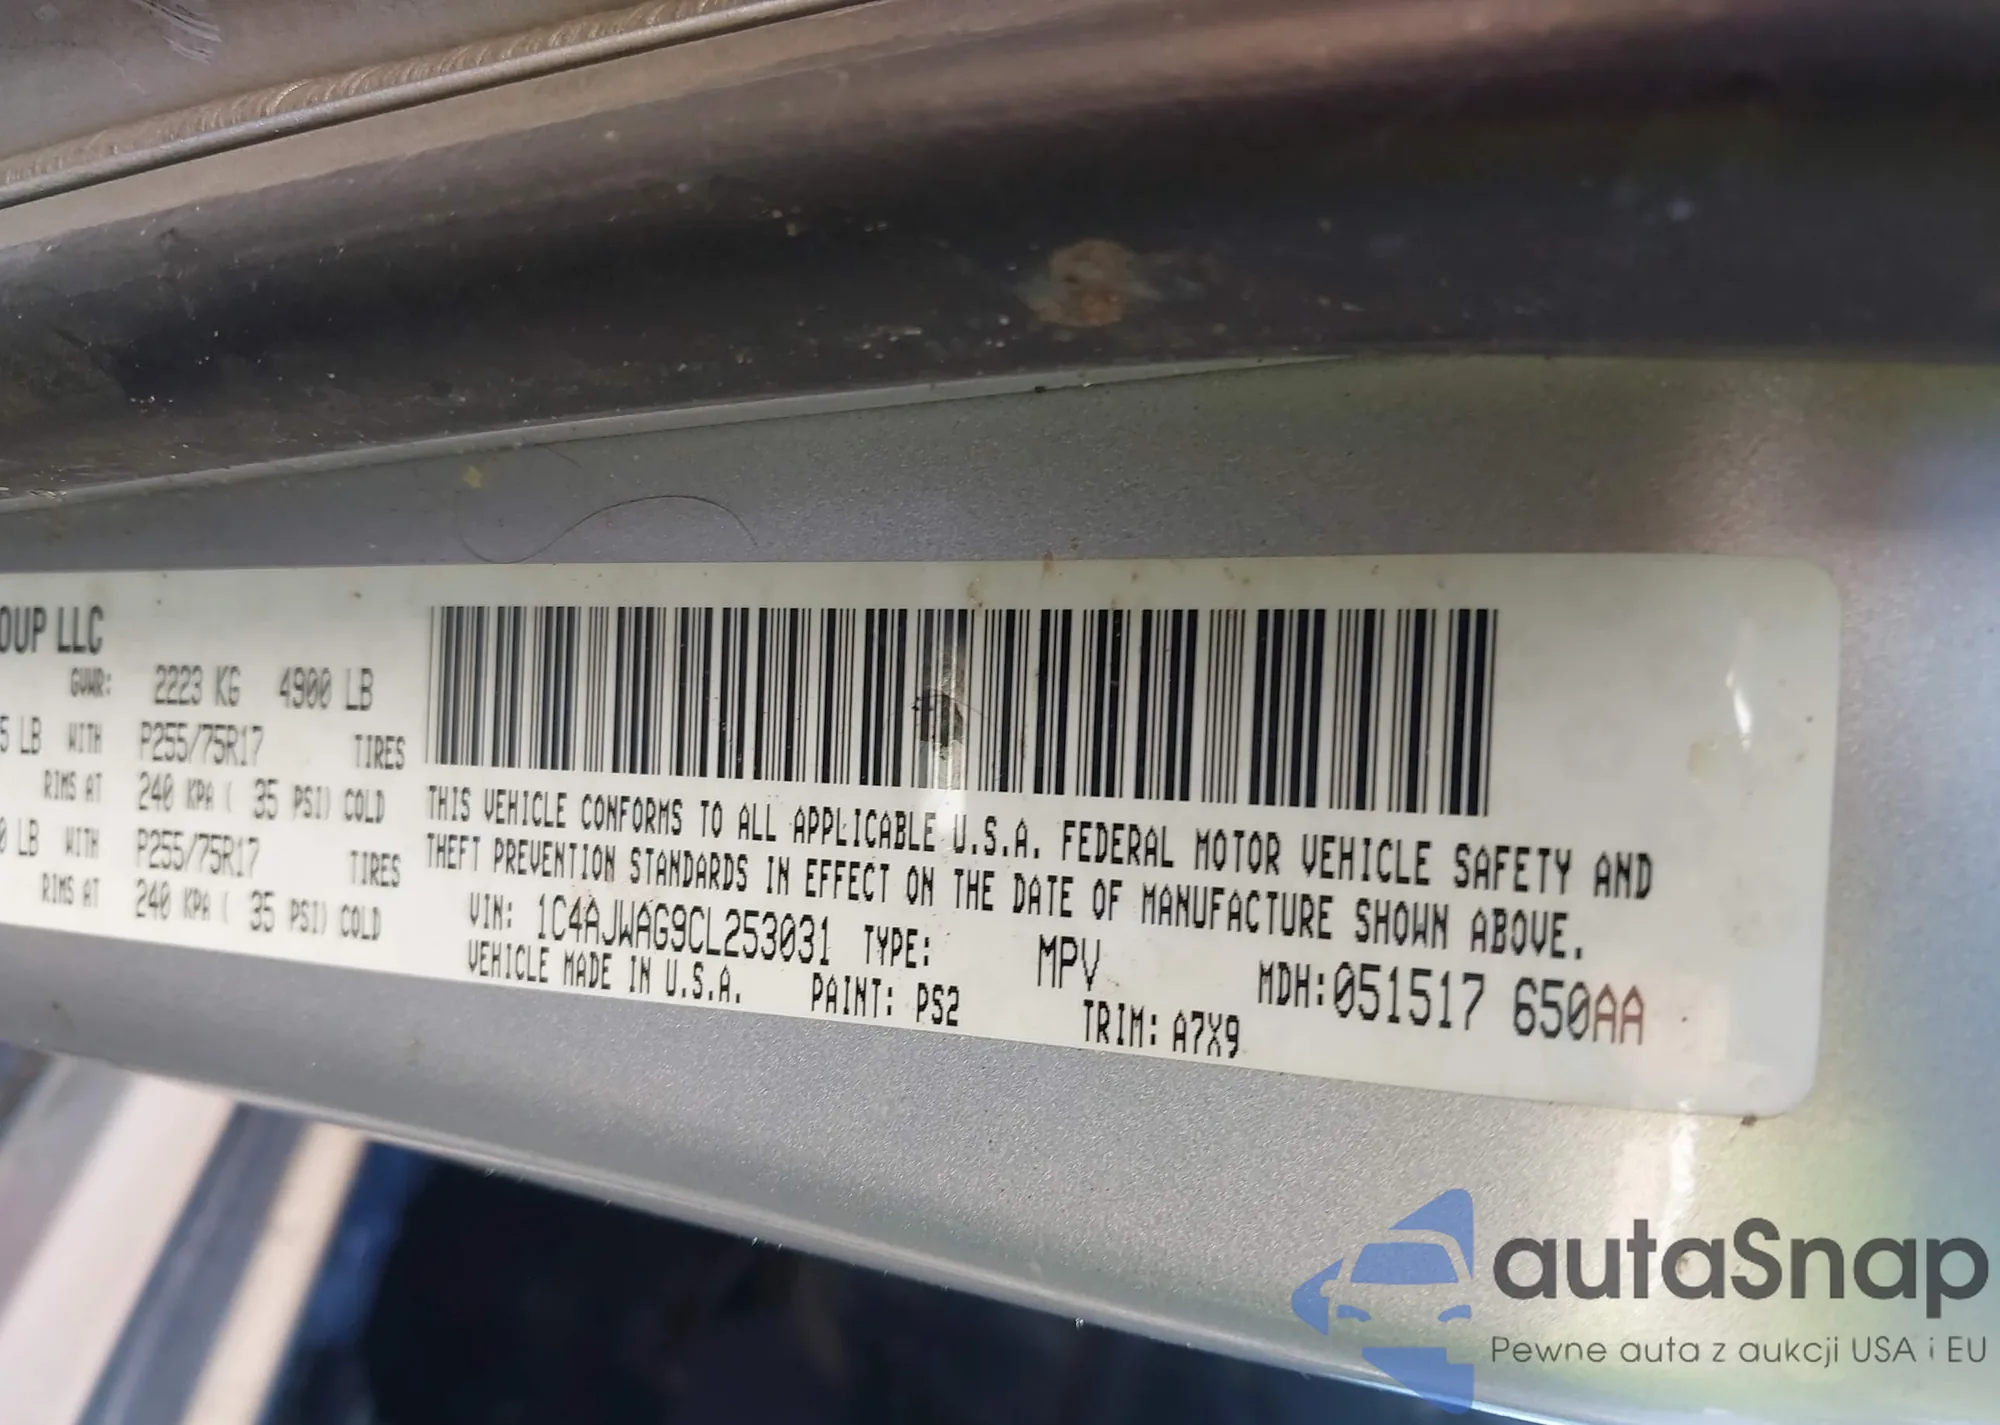 OUP LLC
GVWR: 2223 KG 4900 LB
5 LB WITH P255/75R17 TIRES
RIMS AT 240 KPA ( 35 PSI) COLD
0 LB WITH P255/75R17 TIRES
RIMS AT 240 KPA ( 35 PSI) COLD
THIS VEHICLE CONFORMS TO ALL APPLICABLE U.S.A. FEDERAL MOTOR VEHICLE SAFETY AND
THEFT PREVENTION STANDARDS IN EFFECT ON THE DATE OF MANUFACTURE SHOWN ABOVE.
VIN: 1C4AJWAG9CL253031 TYPE: MPV MDH:051517 650AA
VEHICLE MADE IN U.S.A. PAINT: PS2 TRIM: A7X9
autaSnap
Pewne auta z aukcji USA i EU